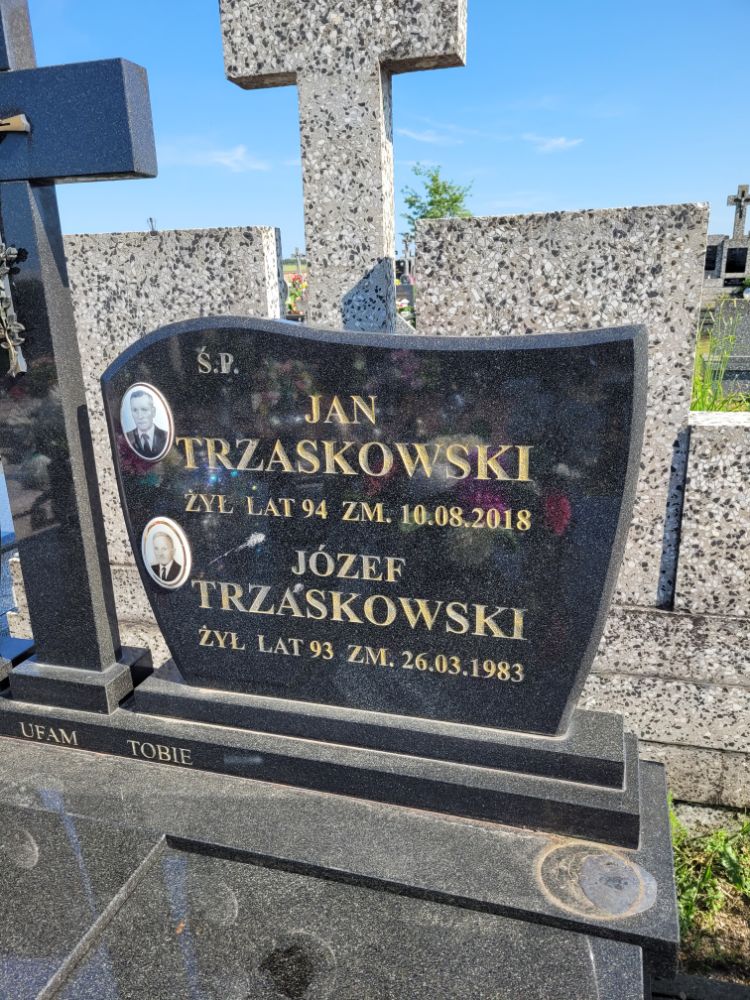 Ś.P.
JAN
TRZASKOWSKI
ŻYŁ LAT 94 ZM. 10.08.2018
JÓZEF
TRZASKOWSKI
ŻYŁ LAT 93 ZM. 26.03.1983
UFAM TOBIE